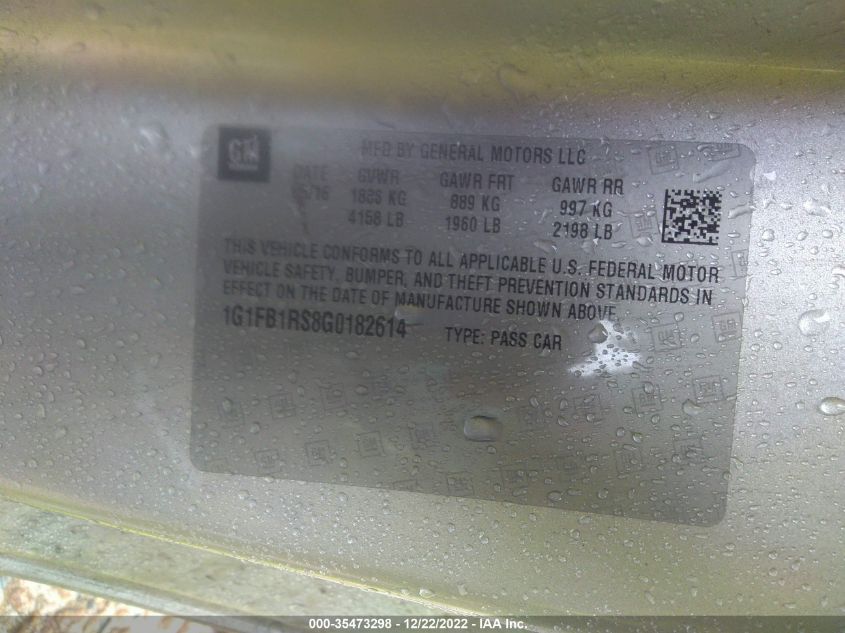 GM
MFD BY GENERAL MOTORS LLC
DATE GVWR GAWR FRT GAWR RR
/16 1886 KG 889 KG 997 KG
4158 LB 1960 LB 2198 LB
THIS VEHICLE CONFORMS TO ALL APPLICABLE U.S. FEDERAL MOTOR
VEHICLE SAFETY, BUMPER, AND THEFT PREVENTION STANDARDS IN
EFFECT ON THE DATE OF MANUFACTURE SHOWN ABOVE.
1G1FB1RS8G0182614 TYPE: PASS CAR
000-35473298 - 12/22/2022 - IAA Inc.